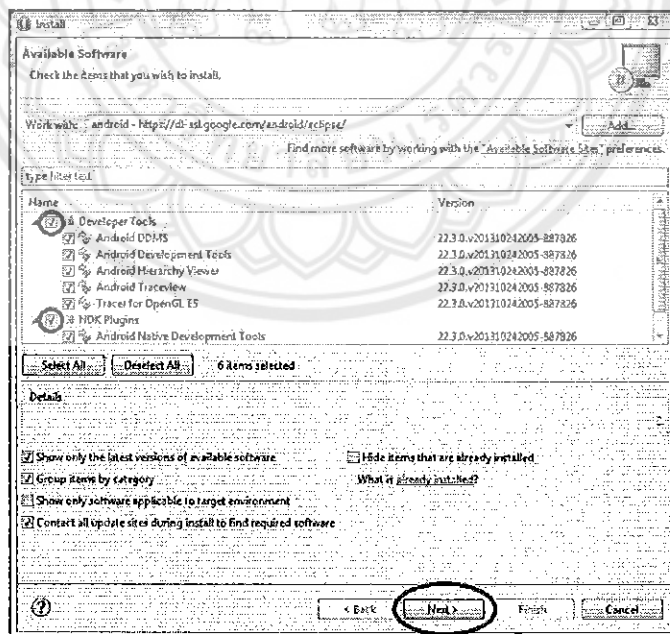 Install
Available Software
Check the items that you wish to install.
Work with: android - https://dl-ssl.google.com/android/eclipse/
Add...
Find more software by working with the "Available Software Sites" preferences.
type filter text
Name Version
Developer Tools
Android DDMS 22.3.0.v201310242005-887826
Android Development Tools 22.3.0.v201310242005-887826
Android Hierarchy Viewer 22.3.0.v201310242005-887826
Android Traceview 22.3.0.v201310242005-887826
Tracer for OpenGL ES 22.3.0.v201310242005-887826
NDK Plugins
Android Native Development Tools 22.3.0.v201310242005-887826
Select All Deselect All 6 items selected
Details
Show only the latest versions of available software Hide items that are already installed
Group items by category What is already installed?
Show only software applicable to target environment
Contact all update sites during install to find required software
< Back Next > Finish Cancel